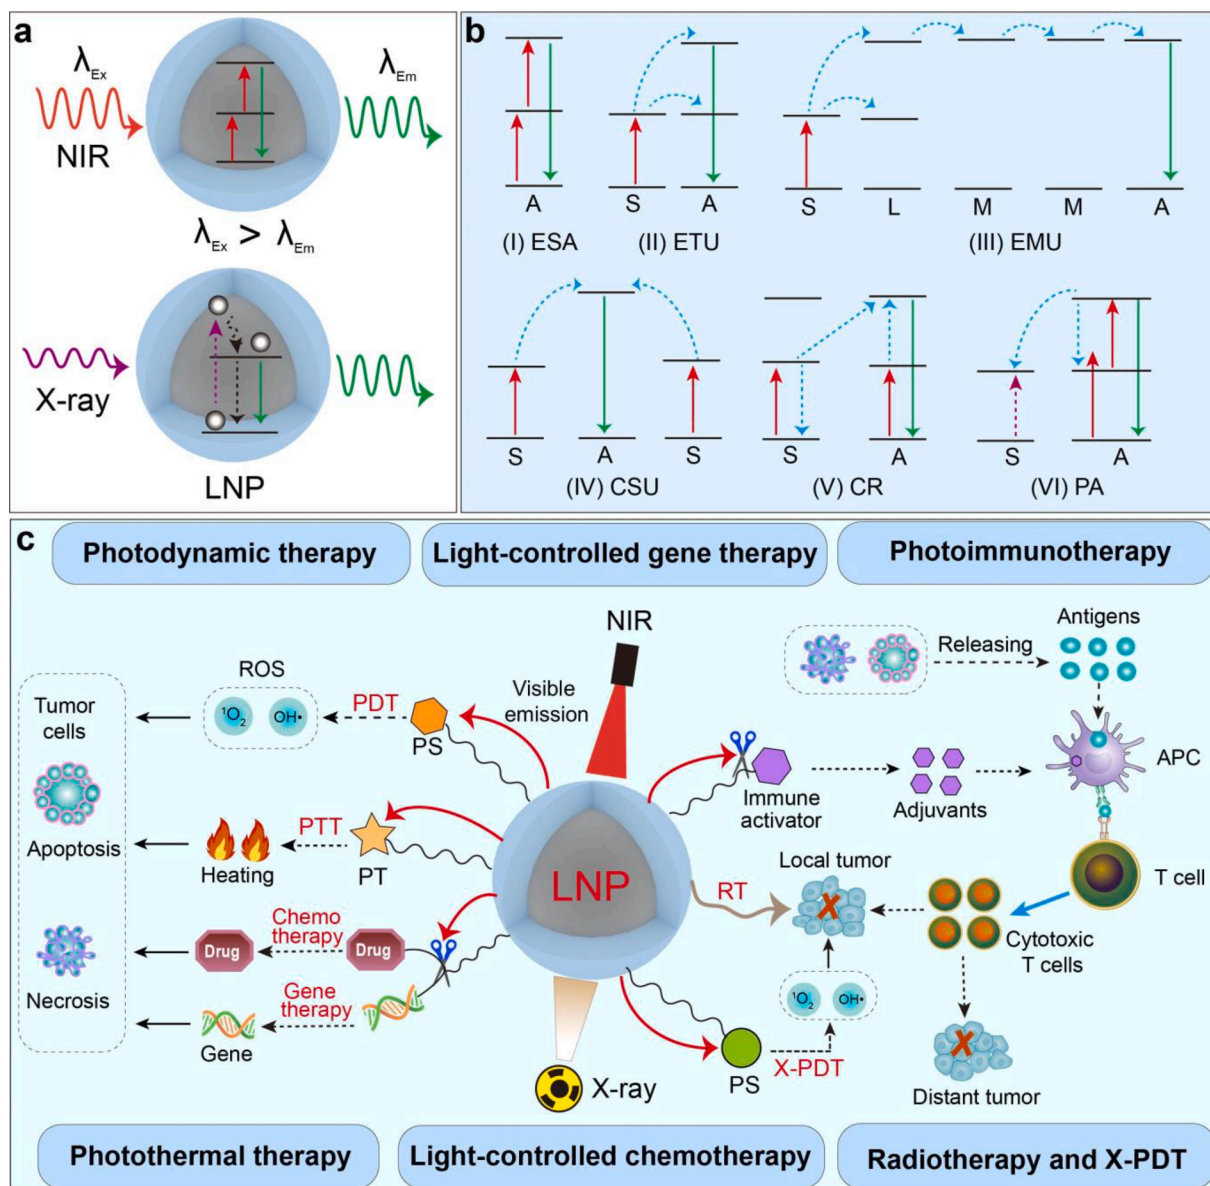 a
λEx
λEm
NIR
λEx > λEm
X-ray
LNP
b
A
S
A
S
L
M
M
A
(I) ESA
(II) ETU
(III) EMU
S
A
S
S
A
S
A
(IV) CSU
(V) CR
(VI) PA
c
Photodynamic therapy
Light-controlled gene therapy
Photoimmunotherapy
NIR
Visible
emission
ROS
¹O₂
OH•
PDT
PS
Tumor
cells
Apoptosis
Heating
PTT
PT
Necrosis
Drug
Chemo
therapy
Drug
Gene
Gene
therapy
LNP
X-ray
Immune
activator
Adjuvants
Releasing
Antigens
APC
T cell
Cytotoxic
T cells
Local tumor
RT
¹O₂
OH•
X-PDT
PS
Distant tumor
Photothermal therapy
Light-controlled chemotherapy
Radiotherapy and X-PDT